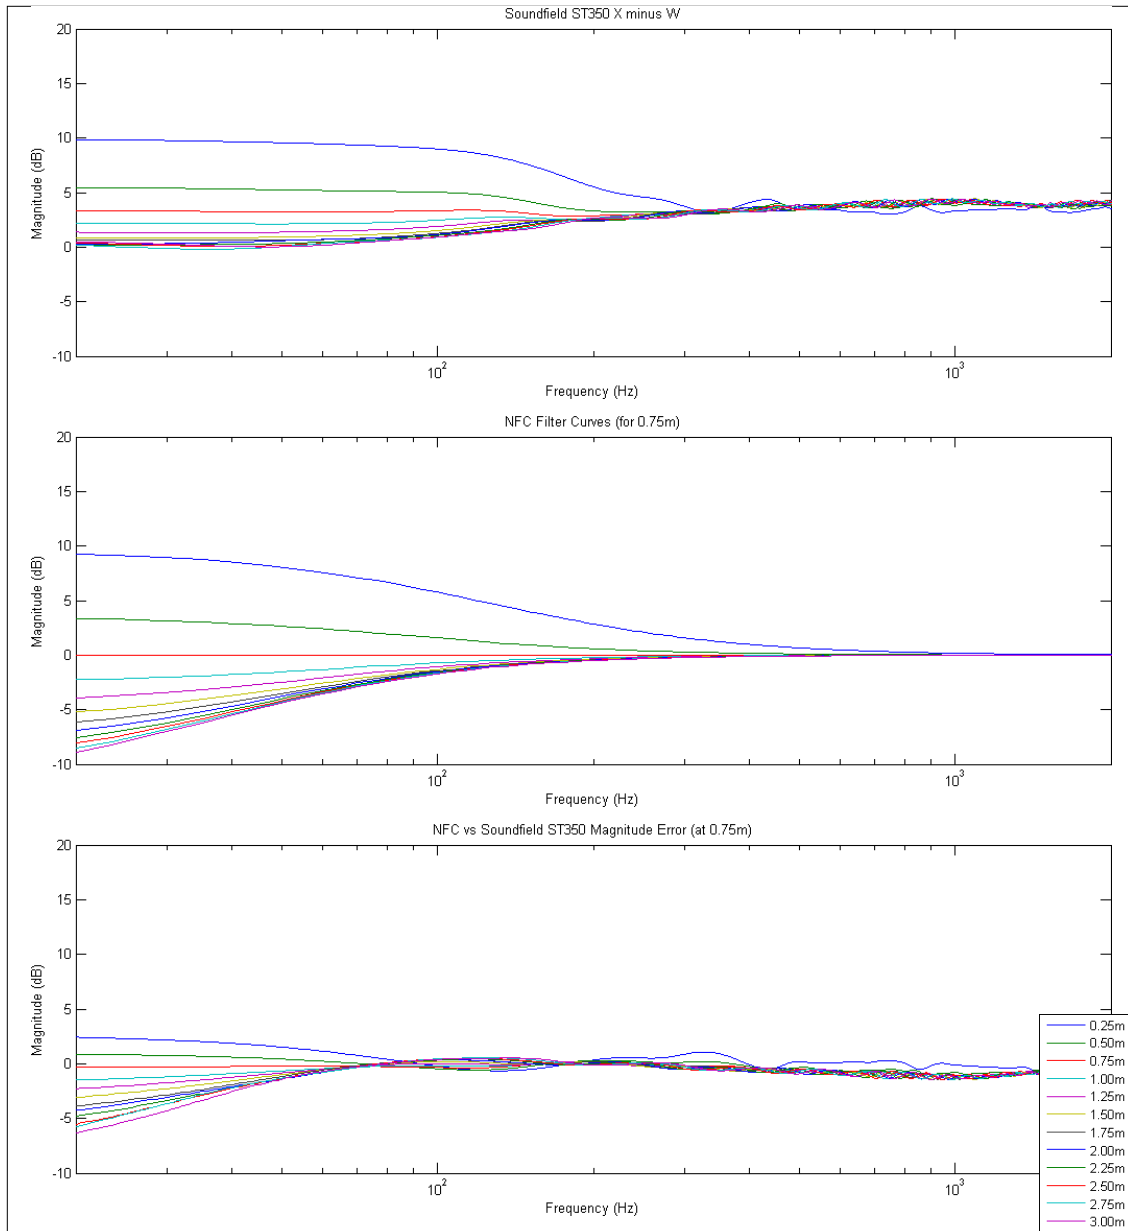 Soundfield ST350 X minus W
20
15
10
5
0
-5
-10
Magnitude (dB)
10²
10³
Frequency (Hz)
NFC Filter Curves (for 0.75m)
20
15
10
5
0
-5
-10
Magnitude (dB)
10²
10³
Frequency (Hz)
NFC vs Soundfield ST350 Magnitude Error (at 0.75m)
20
15
10
5
0
-5
-10
Magnitude (dB)
10²
10³
Frequency (Hz)
0.25m
0.50m
0.75m
1.00m
1.25m
1.50m
1.75m
2.00m
2.25m
2.50m
2.75m
3.00m